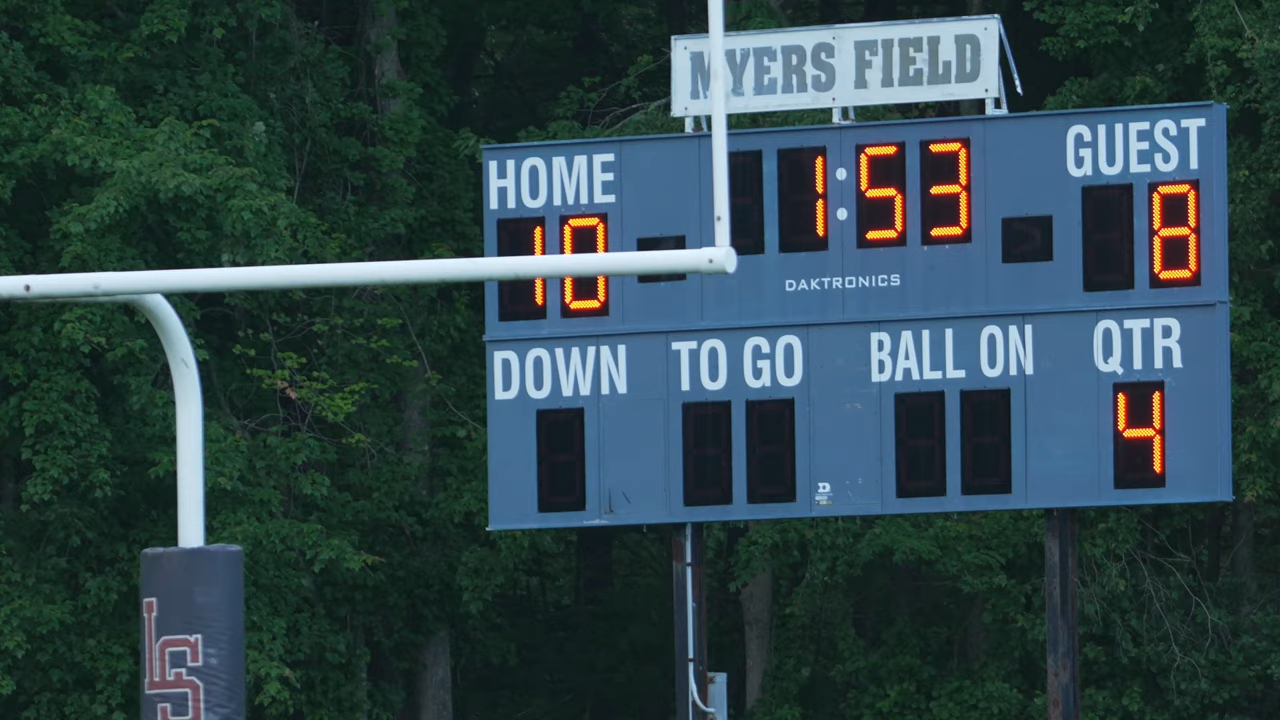 MYERS FIELD
HOME 1:53 GUEST
10 8
DAKTRONICS
DOWN TO GO BALL ON QTR
4
LS